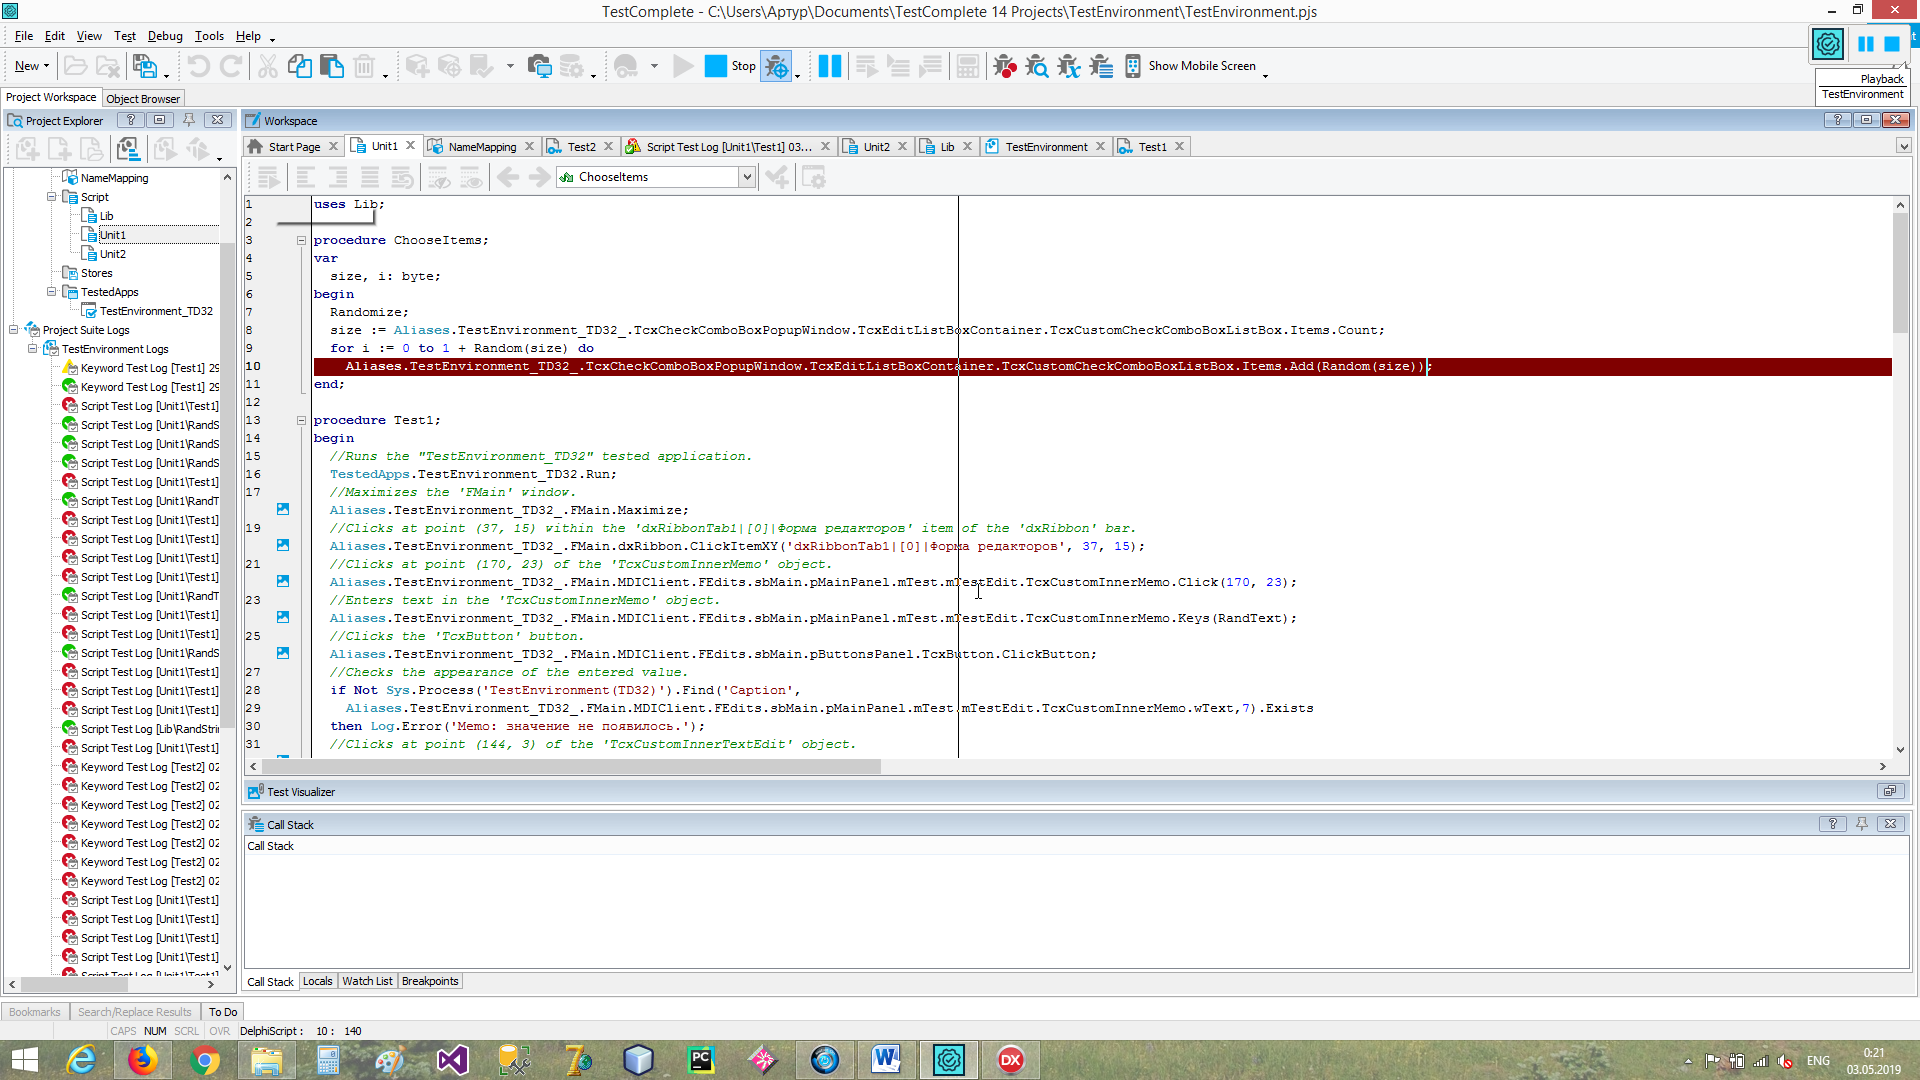 TestComplete - C:\Users\Артур\Documents\TestComplete 14 Projects\TestEnvironment\TestEnvironment.pjs
File Edit View Test Debug Tools Help
New Stop Show Mobile Screen
Playback
TestEnvironment
Project Workspace Object Browser
Project Explorer
Workspace
Start Page Unit1 NameMapping Test2 Script Test Log [Unit1\Test1] 03... Unit2 Lib TestEnvironment Test1
ChooseItems
NameMapping
Script
Lib
Unit1
Unit2
Stores
TestedApps
TestEnvironment_TD32
Project Suite Logs
TestEnvironment Logs
Keyword Test Log [Test1] 29
Keyword Test Log [Test1] 29
Script Test Log [Unit1\Test1]
Script Test Log [Unit1\RandS
Script Test Log [Unit1\RandS
Script Test Log [Unit1\RandS
Script Test Log [Unit1\Test1]
Script Test Log [Unit1\RandT
Script Test Log [Unit1\Test1]
Script Test Log [Unit1\Test1]
Script Test Log [Unit1\Test1]
Script Test Log [Unit1\Test1]
Script Test Log [Unit1\RandT
Script Test Log [Unit1\Test1]
Script Test Log [Unit1\Test1]
Script Test Log [Unit1\RandS
Script Test Log [Unit1\Test1]
Script Test Log [Unit1\Test1]
Script Test Log [Unit1\Test1]
Script Test Log [Lib\RandStrin
Script Test Log [Unit1\Test1]
Keyword Test Log [Test2] 02
Keyword Test Log [Test2] 02
Keyword Test Log [Test2] 02
Keyword Test Log [Test2] 02
Keyword Test Log [Test2] 02
Keyword Test Log [Test2] 02
Keyword Test Log [Test2] 02
Script Test Log [Unit1\Test1]
Script Test Log [Unit1\Test1]
Script Test Log [Unit1\Test1]
Script Test Log [Unit1\Test1]
Script Test Log [Unit1\Test1]
1 uses Lib;
2
3 procedure ChooseItems;
4 var
5 size, i: byte;
6 begin
7 Randomize;
8 size := Aliases.TestEnvironment_TD32_.TcxCheckComboBoxPopupWindow.TcxEditListBoxContainer.TcxCustomCheckComboBoxListBox.Items.Count;
9 for i := 0 to 1 + Random(size) do
10 Aliases.TestEnvironment_TD32_.TcxCheckComboBoxPopupWindow.TcxEditListBoxContainer.TcxCustomCheckComboBoxListBox.Items.Add(Random(size));
11 end;
12
13 procedure Test1;
14 begin
15 //Runs the "TestEnvironment_TD32" tested application.
16 TestedApps.TestEnvironment_TD32.Run;
17 //Maximizes the 'FMain' window.
Aliases.TestEnvironment_TD32_.FMain.Maximize;
19 //Clicks at point (37, 15) within the 'dxRibbonTab1|[0]|Форма редакторов' item of the 'dxRibbon' bar.
Aliases.TestEnvironment_TD32_.FMain.dxRibbon.ClickItemXY('dxRibbonTab1|[0]|Форма редакторов', 37, 15);
21 //Clicks at point (170, 23) of the 'TcxCustomInnerMemo' object.
Aliases.TestEnvironment_TD32_.FMain.MDIClient.FEdits.sbMain.pMainPanel.mTest.mTestEdit.TcxCustomInnerMemo.Click(170, 23);
23 //Enters text in the 'TcxCustomInnerMemo' object.
Aliases.TestEnvironment_TD32_.FMain.MDIClient.FEdits.sbMain.pMainPanel.mTest.mTestEdit.TcxCustomInnerMemo.Keys(RandText);
25 //Clicks the 'TcxButton' button.
Aliases.TestEnvironment_TD32_.FMain.MDIClient.FEdits.sbMain.pButtonsPanel.TcxButton.ClickButton;
27 //Checks the appearance of the entered value.
28 if Not Sys.Process('TestEnvironment(TD32)').Find('Caption',
29 Aliases.TestEnvironment_TD32_.FMain.MDIClient.FEdits.sbMain.pMainPanel.mTest.mTestEdit.TcxCustomInnerMemo.wText,7).Exists
30 then Log.Error('Memo: значение не появилось.');
31 //Clicks at point (144, 3) of the 'TcxCustomInnerTextEdit' object.
Test Visualizer
Call Stack
Call Stack
Call Stack Locals Watch List Breakpoints
Bookmarks Search/Replace Results To Do
CAPS NUM SCRL OVR DelphiScript : 10 : 140
ENG
0:21
03.05.2019